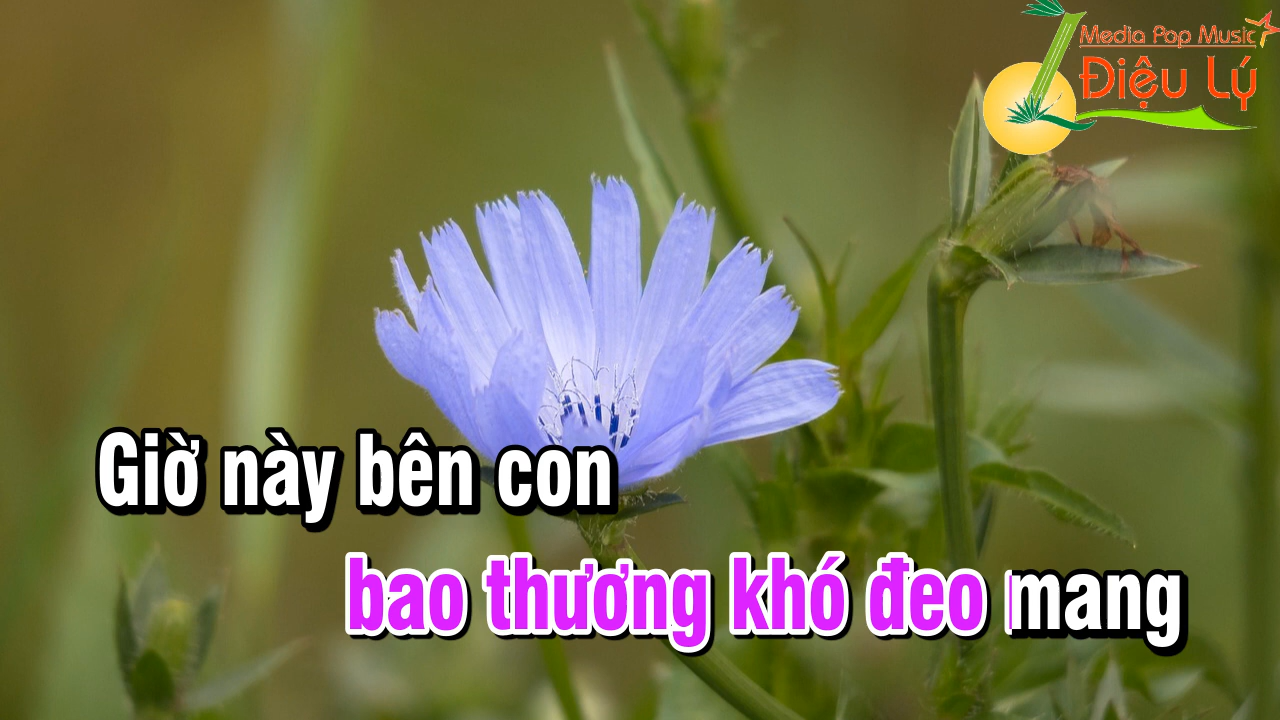 Media Pop Music
Điệu Lý
Giờ này bên con
bao thương khó đeo mang